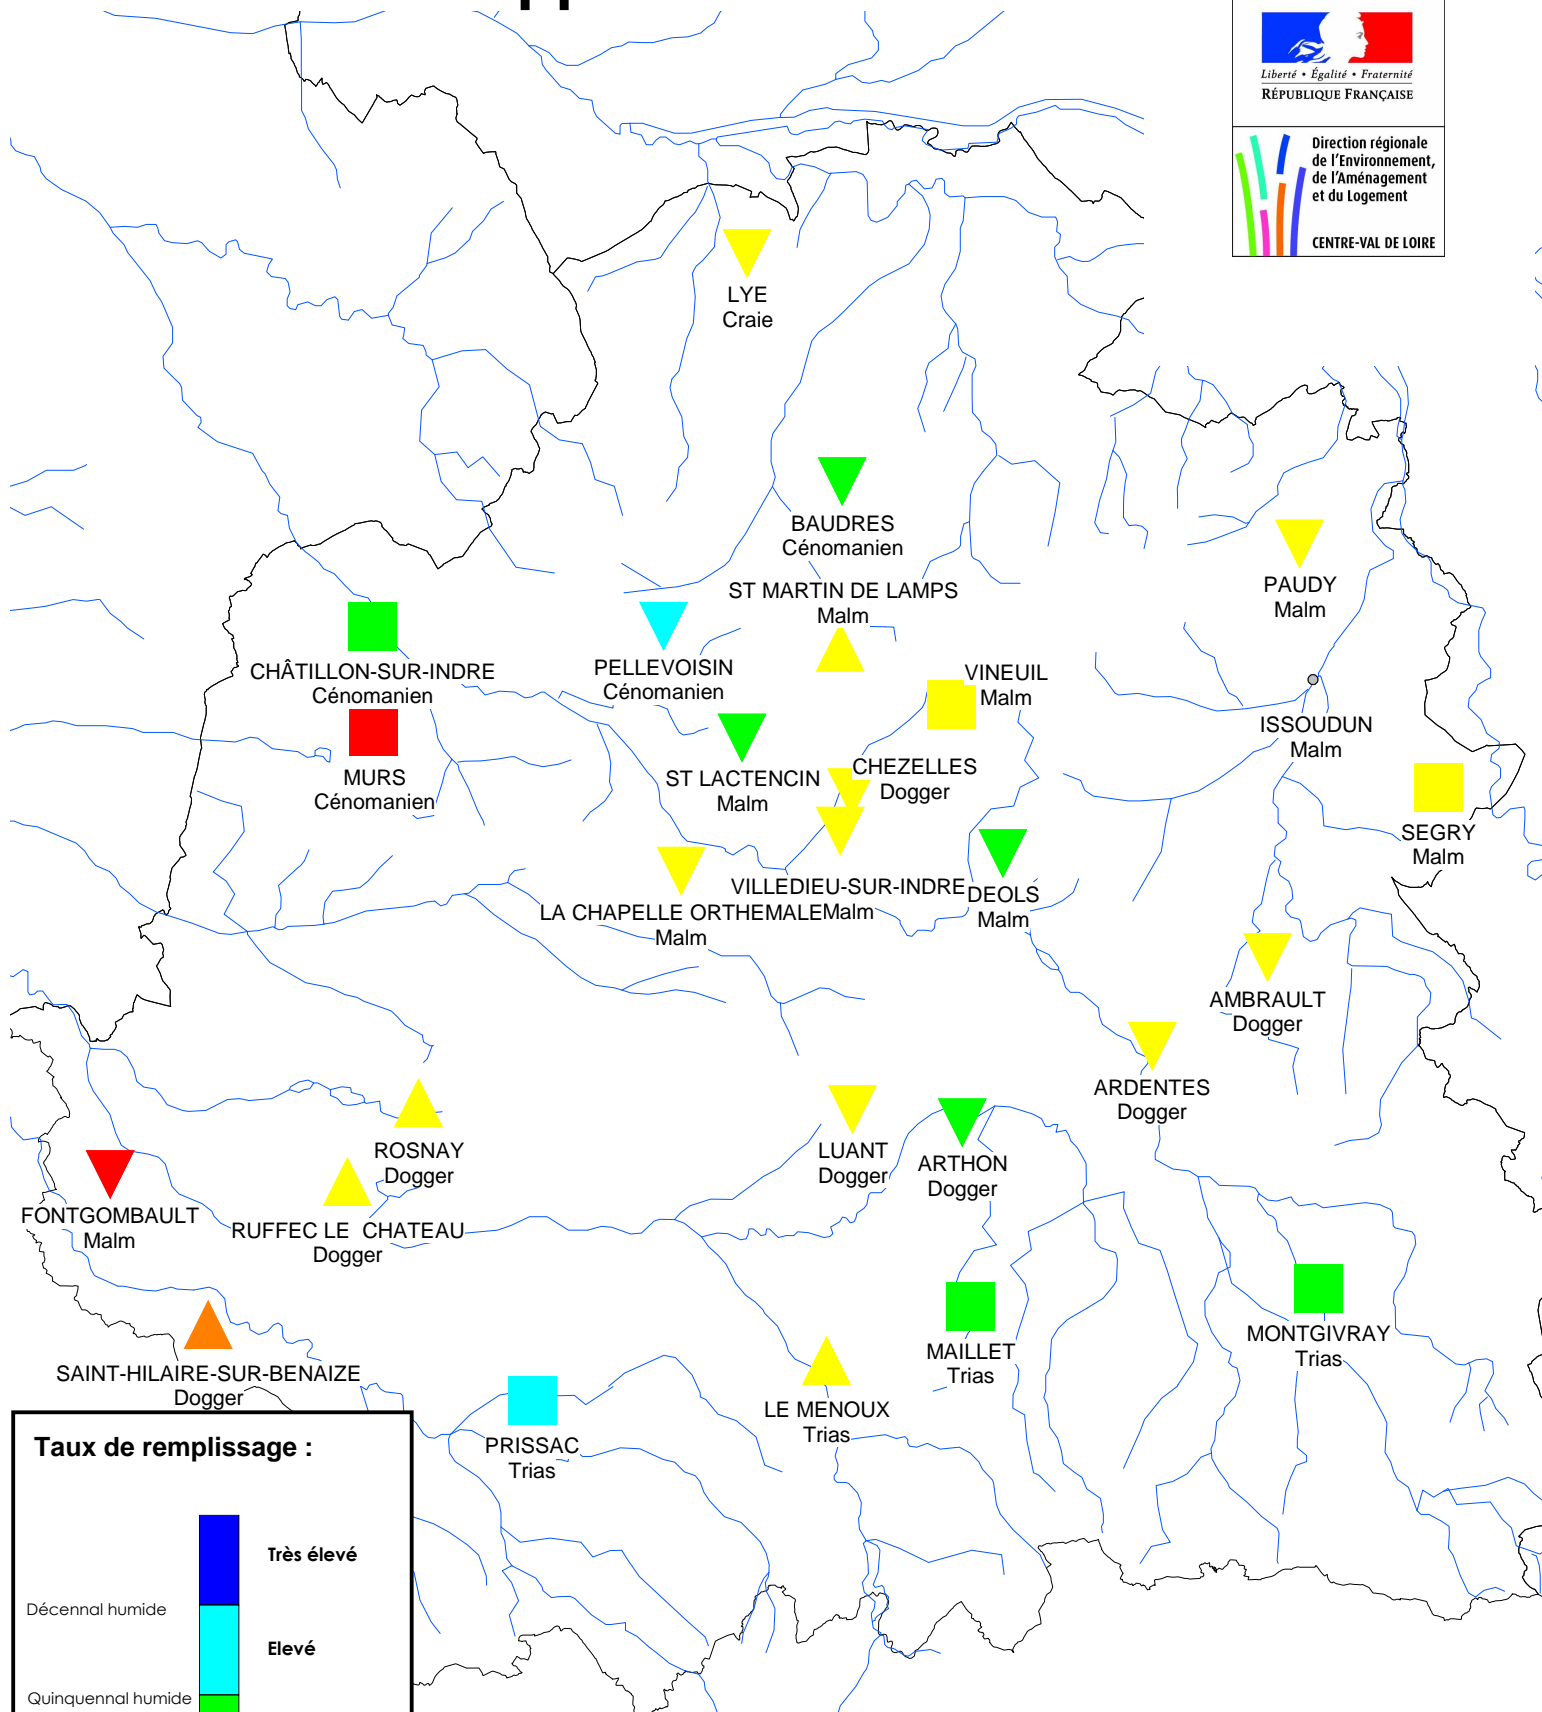 Liberté • Égalité • Fraternité
RÉPUBLIQUE FRANÇAISE
Direction régionale
de l'Environnement,
de l'Aménagement
et du Logement
CENTRE-VAL DE LOIRE
LYE
Craie
BAUDRES
Cénomanien
PAUDY
Malm
ST MARTIN DE LAMPS
Malm
CHÂTILLON-SUR-INDRE
Cénomanien
PELLEVOISIN
Cénomanien
VINEUIL
Malm
ISSOUDUN
Malm
MURS
Cénomanien
ST LACTENCIN
Malm
CHEZELLES
Dogger
SEGRY
Malm
VILLEDIEU-SUR-INDRE
Malm
DEOLS
Malm
LA CHAPELLE ORTHEMALE
Malm
AMBRAULT
Dogger
ARDENTES
Dogger
ROSNAY
Dogger
LUANT
Dogger
ARTHON
Dogger
FONTGOMBAULT
Malm
RUFFEC LE CHATEAU
Dogger
MONTGIVRAY
Trias
MAILLET
Trias
SAINT-HILAIRE-SUR-BENAIZE
Dogger
LE MENOUX
Trias
PRISSAC
Trias
Taux de remplissage :
Très élevé
Décennal humide
Elevé
Quinquennal humide